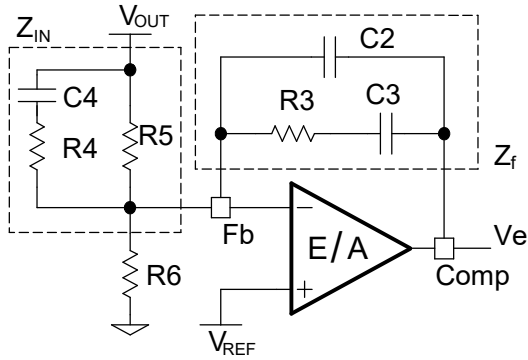 Z_IN
V_OUT
C2
C4
R3
C3
R4
R5
Z_f
Fb
E/A
Ve
R6
Comp
V_REF